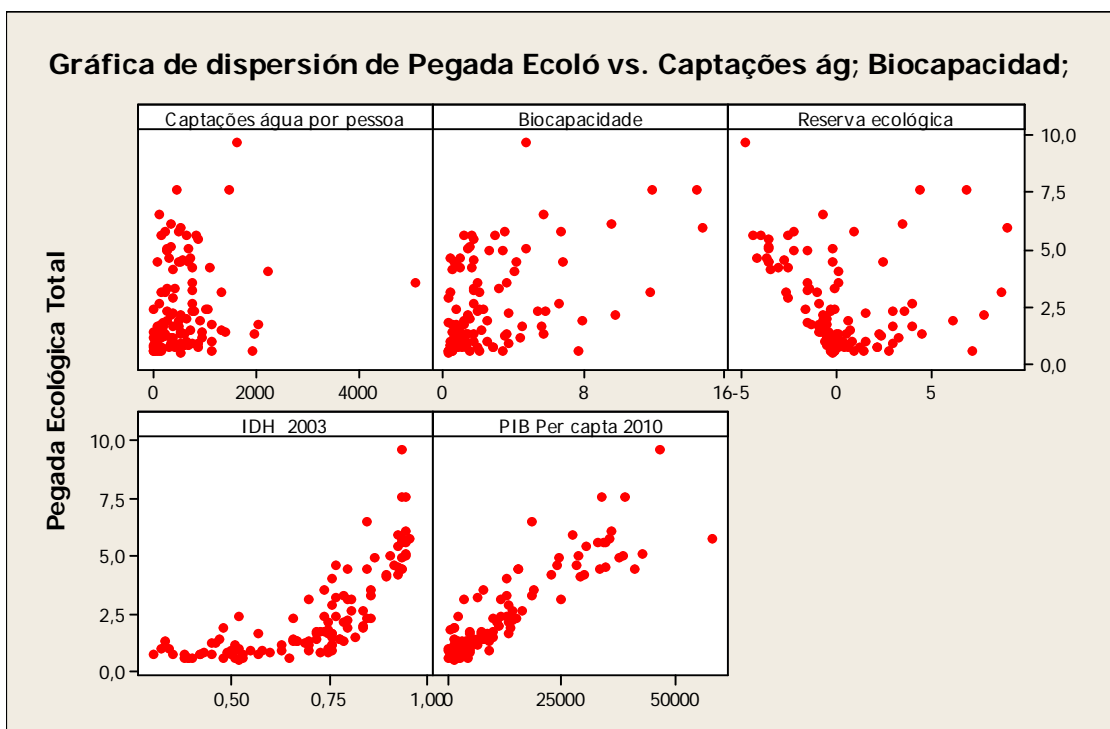 Gráfica de dispersión de Pegada Ecoló vs. Captações ág; Biocapacidad;
Captações água por pessoa
Biocapacidade
Reserva ecológica
10,0
7,5
5,0
2,5
0,0
0 2000 4000
0 8 16
-5 0 5
IDH 2003
PIB Per capta 2010
10,0
7,5
5,0
2,5
0,0
0,50 0,75 1,00
0 25000 50000
Pegada Ecológica Total